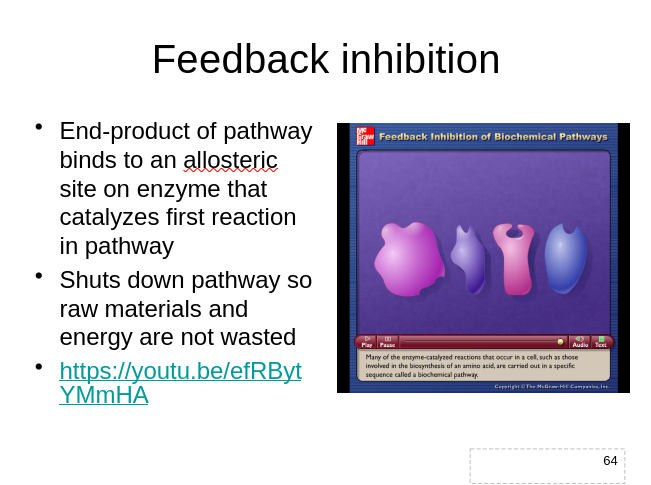 Feedback inhibition
• End-product of pathway
binds to an allosteric
site on enzyme that
catalyzes first reaction
in pathway
• Shuts down pathway so
raw materials and
energy are not wasted
• https://youtu.be/efRByt
YMmHA
Mc
Graw
Hill
Feedback Inhibition of Biochemical Pathways
Play Pause Audio Text
Many of the enzyme-catalyzed reactions that occur in a cell, such as those
involved in the biosynthesis of an amino acid, are carried out in a specific
sequence called a biochemical pathway.
Copyright © The McGraw-Hill Companies, Inc.
64